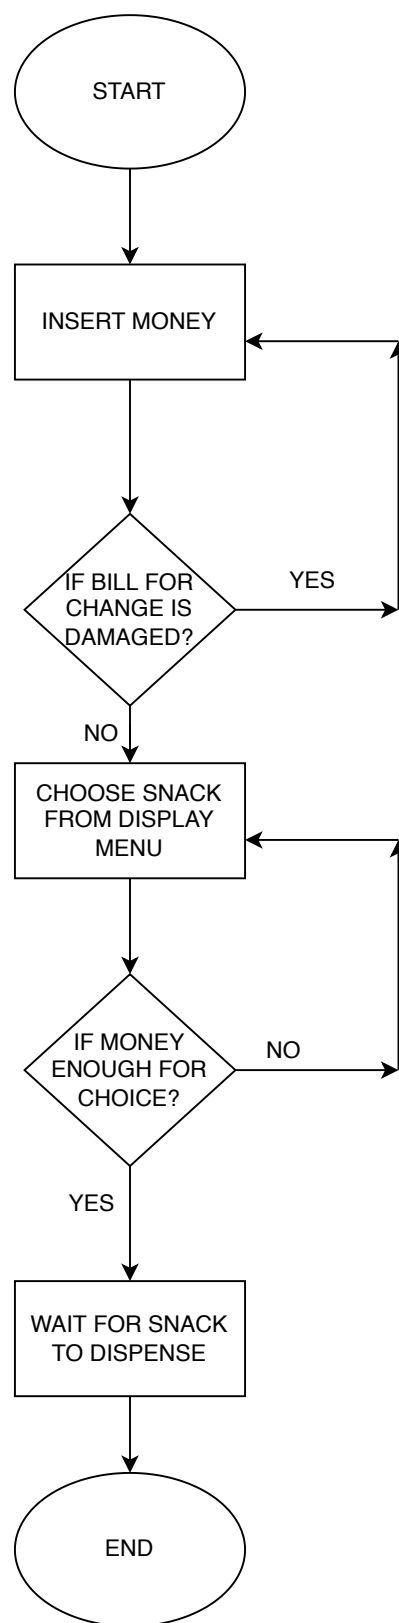 START
INSERT MONEY
IF BILL FOR
CHANGE IS
DAMAGED?
YES
NO
CHOOSE SNACK
FROM DISPLAY
MENU
IF MONEY
ENOUGH FOR
CHOICE?
NO
YES
WAIT FOR SNACK
TO DISPENSE
END